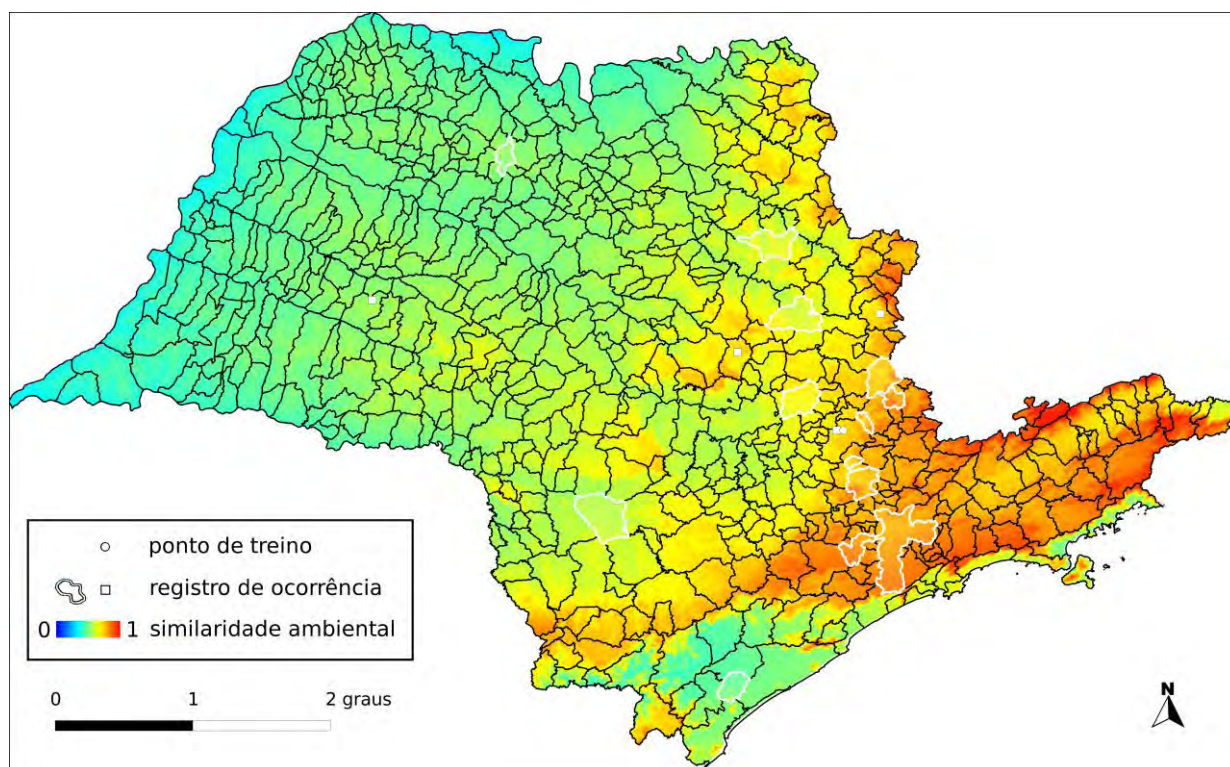 ponto de treino
registro de ocorrência
0 1 similaridade ambiental
0 1 2 graus
N